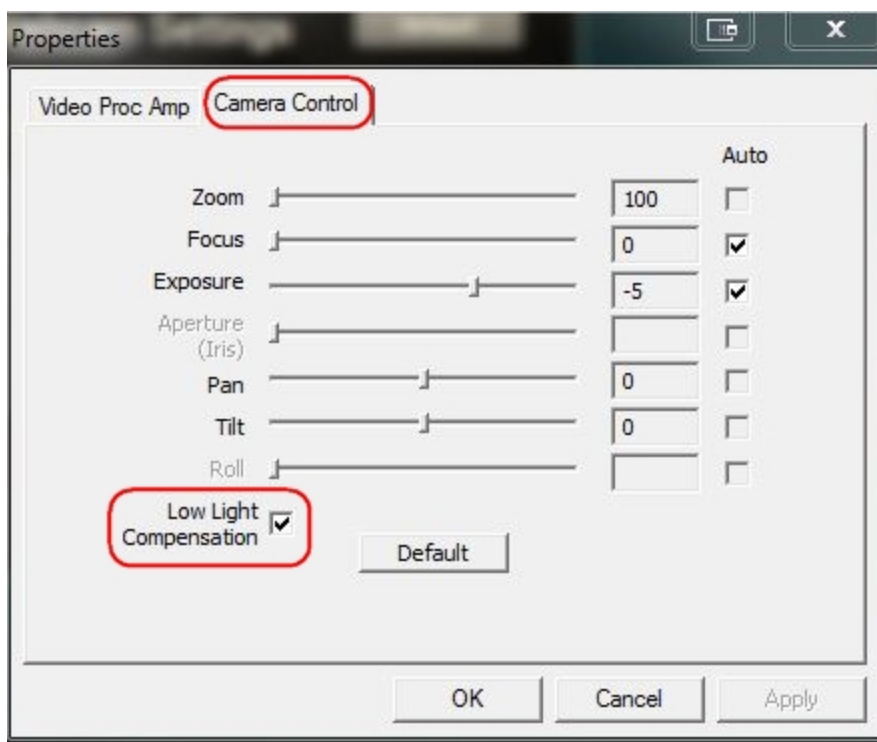 Properties
Video Proc Amp Camera Control
Auto
Zoom 100
Focus 0
Exposure -5
Aperture
(Iris)
Pan 0
Tilt 0
Roll
Low Light
Compensation
Default
OK Cancel Apply